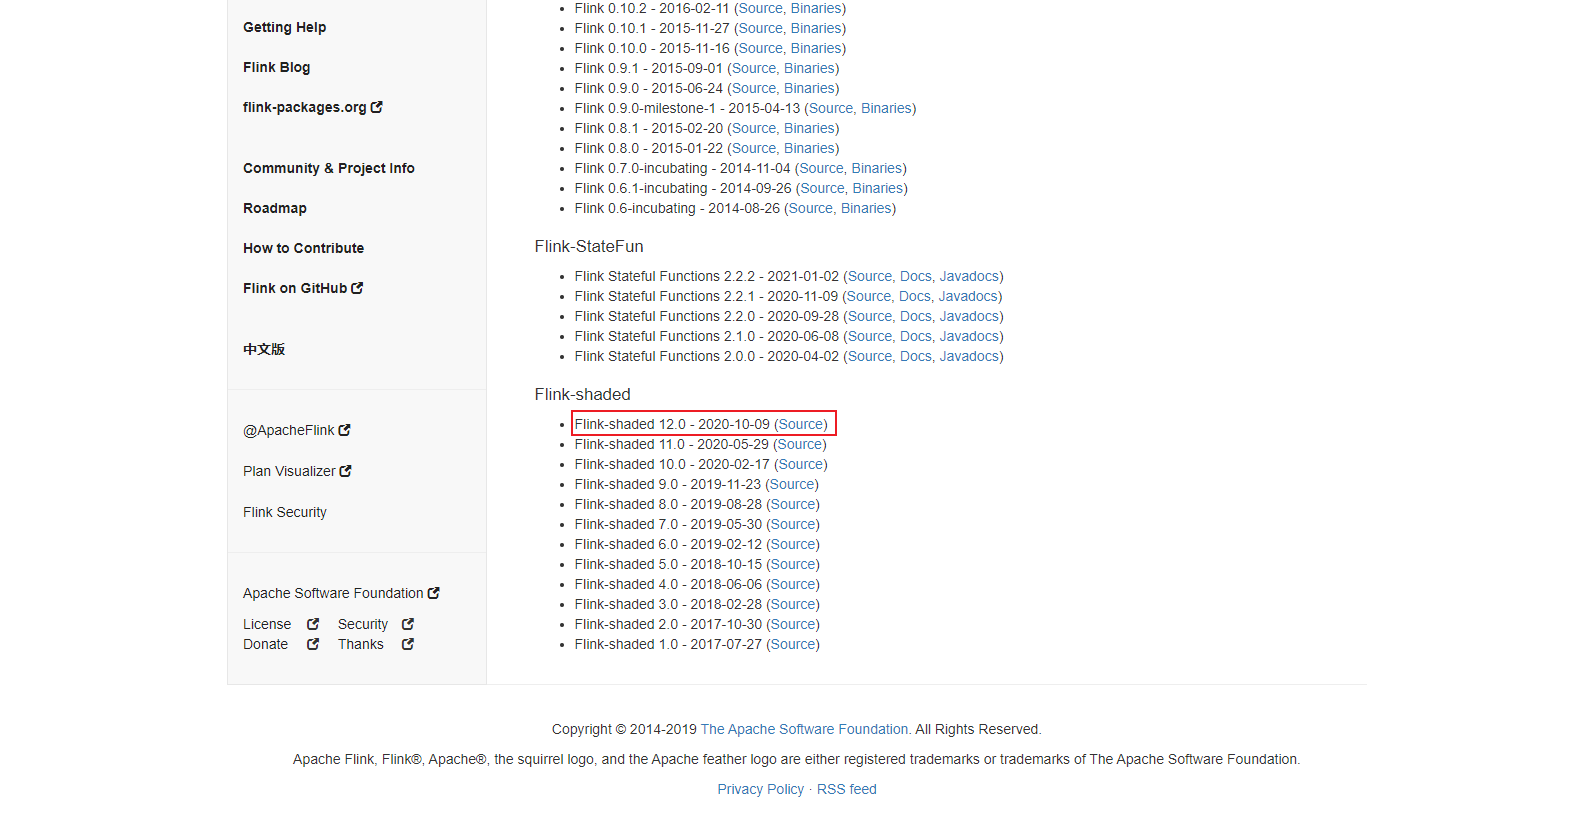 Getting Help
Flink Blog
flink-packages.org
Community & Project Info
Roadmap
How to Contribute
Flink on GitHub
中文版
@ApacheFlink
Plan Visualizer
Flink Security
Apache Software Foundation
License Security
Donate Thanks
Flink 0.10.2 - 2016-02-11 (Source, Binaries)
Flink 0.10.1 - 2015-11-27 (Source, Binaries)
Flink 0.10.0 - 2015-11-16 (Source, Binaries)
Flink 0.9.1 - 2015-09-01 (Source, Binaries)
Flink 0.9.0 - 2015-06-24 (Source, Binaries)
Flink 0.9.0-milestone-1 - 2015-04-13 (Source, Binaries)
Flink 0.8.1 - 2015-02-20 (Source, Binaries)
Flink 0.8.0 - 2015-01-22 (Source, Binaries)
Flink 0.7.0-incubating - 2014-11-04 (Source, Binaries)
Flink 0.6.1-incubating - 2014-09-26 (Source, Binaries)
Flink 0.6-incubating - 2014-08-26 (Source, Binaries)
Flink-StateFun
Flink Stateful Functions 2.2.2 - 2021-01-02 (Source, Docs, Javadocs)
Flink Stateful Functions 2.2.1 - 2020-11-09 (Source, Docs, Javadocs)
Flink Stateful Functions 2.2.0 - 2020-09-28 (Source, Docs, Javadocs)
Flink Stateful Functions 2.1.0 - 2020-06-08 (Source, Docs, Javadocs)
Flink Stateful Functions 2.0.0 - 2020-04-02 (Source, Docs, Javadocs)
Flink-shaded
Flink-shaded 12.0 - 2020-10-09 (Source)
Flink-shaded 11.0 - 2020-05-29 (Source)
Flink-shaded 10.0 - 2020-02-17 (Source)
Flink-shaded 9.0 - 2019-11-23 (Source)
Flink-shaded 8.0 - 2019-08-28 (Source)
Flink-shaded 7.0 - 2019-05-30 (Source)
Flink-shaded 6.0 - 2019-02-12 (Source)
Flink-shaded 5.0 - 2018-10-15 (Source)
Flink-shaded 4.0 - 2018-06-06 (Source)
Flink-shaded 3.0 - 2018-02-28 (Source)
Flink-shaded 2.0 - 2017-10-30 (Source)
Flink-shaded 1.0 - 2017-07-27 (Source)
Copyright © 2014-2019 The Apache Software Foundation. All Rights Reserved.
Apache Flink, Flink®, Apache®, the squirrel logo, and the Apache feather logo are either registered trademarks or trademarks of The Apache Software Foundation.
Privacy Policy · RSS feed